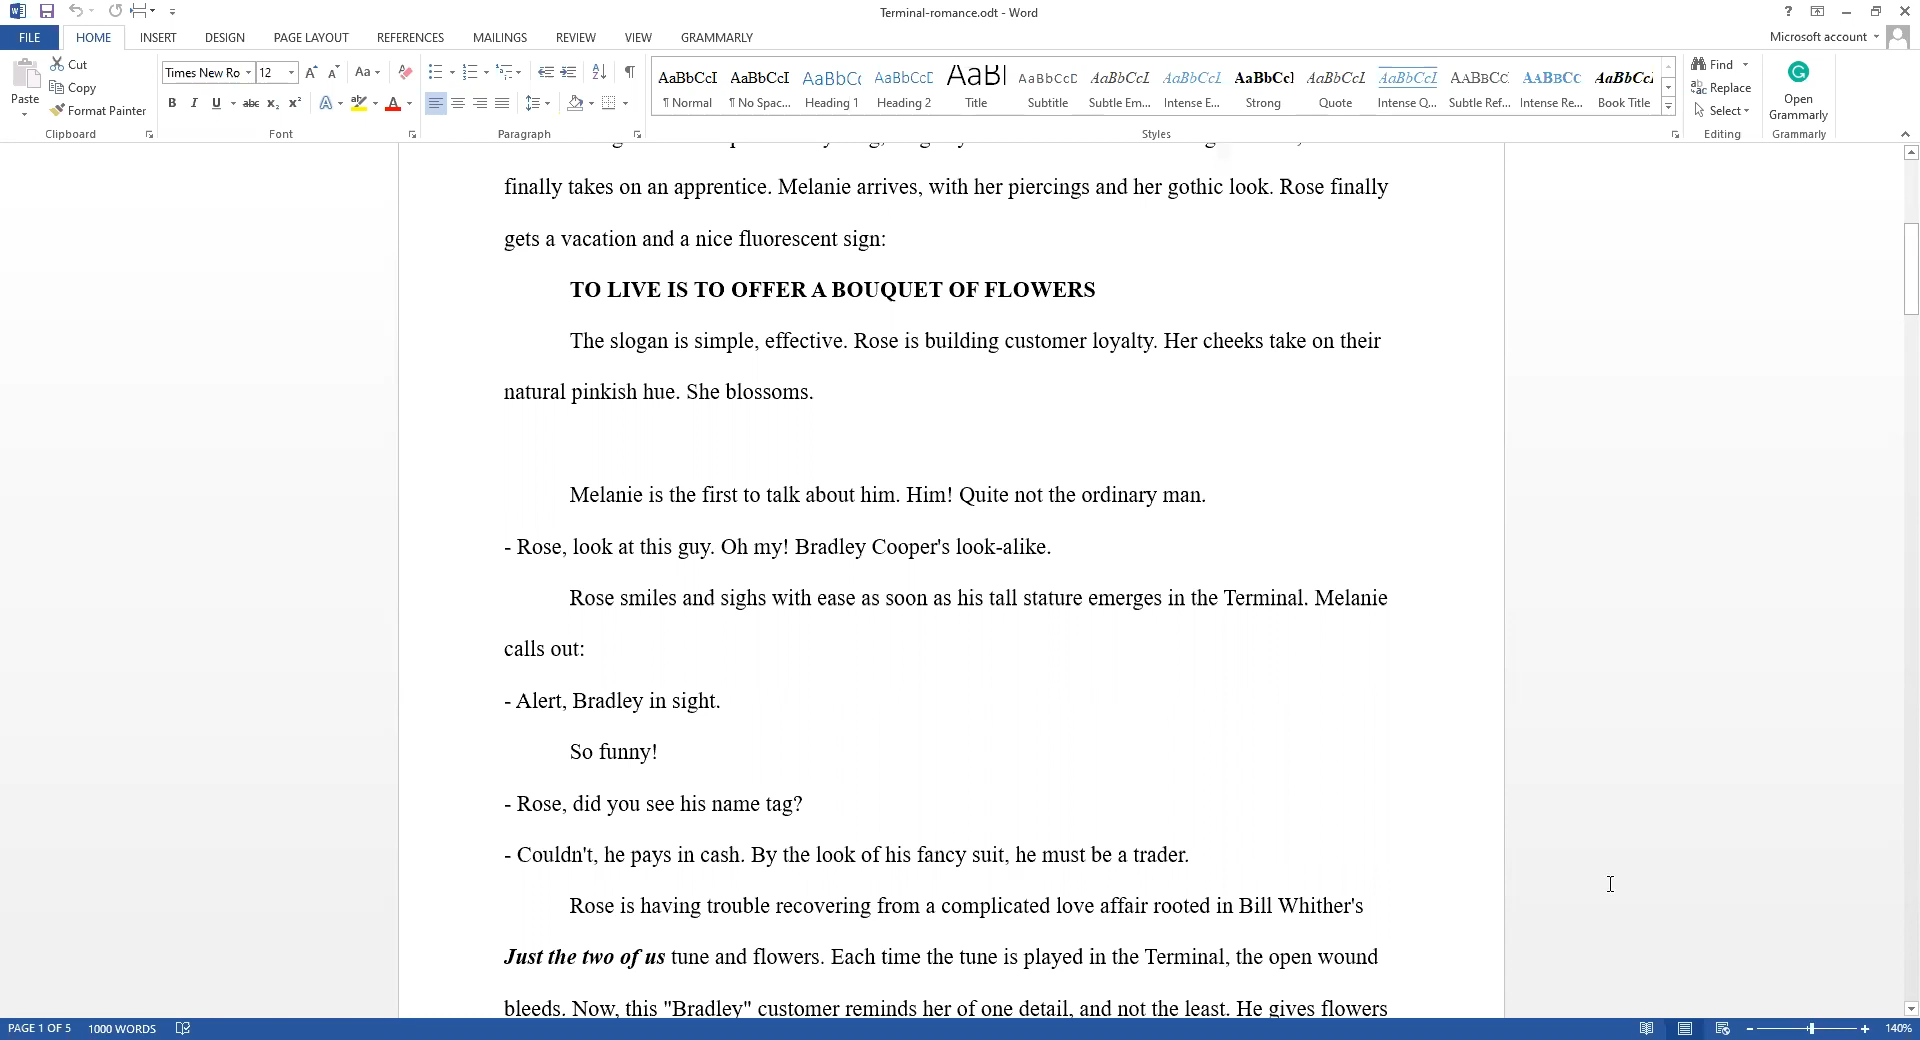 Terminal-romance.odt - Word
FILE HOME INSERT DESIGN PAGE LAYOUT REFERENCES MAILINGS REVIEW VIEW GRAMMARLY Microsoft account
Paste
Cut
Copy
Format Painter
Clipboard
Times New Ro 12
Font
Paragraph
AaBbCcI AaBbCcI AaBbC AaBbCcD AaB AaBbCcD AaBbCcL AaBbCcL AaBbCcI AaBbCcL AaBbCcL AABBCC AABBCC AaBbCcI
¶ Normal ¶ No Spac... Heading 1 Heading 2 Title Subtitle Subtle Em... Intense E... Strong Quote Intense Q... Subtle Ref... Intense Re... Book Title
Styles
Find
Replace
Select
Editing
Open
Grammarly
Grammarly
finally takes on an apprentice. Melanie arrives, with her piercings and her gothic look. Rose finally
gets a vacation and a nice fluorescent sign:
TO LIVE IS TO OFFER A BOUQUET OF FLOWERS
The slogan is simple, effective. Rose is building customer loyalty. Her cheeks take on their
natural pinkish hue. She blossoms.
Melanie is the first to talk about him. Him! Quite not the ordinary man.
- Rose, look at this guy. Oh my! Bradley Cooper's look-alike.
Rose smiles and sighs with ease as soon as his tall stature emerges in the Terminal. Melanie
calls out:
- Alert, Bradley in sight.
So funny!
- Rose, did you see his name tag?
- Couldn't, he pays in cash. By the look of his fancy suit, he must be a trader.
Rose is having trouble recovering from a complicated love affair rooted in Bill Whither's
Just the two of us tune and flowers. Each time the tune is played in the Terminal, the open wound
bleeds. Now, this "Bradley" customer reminds her of one detail, and not the least. He gives flowers
PAGE 1 OF 5 1000 WORDS 140%